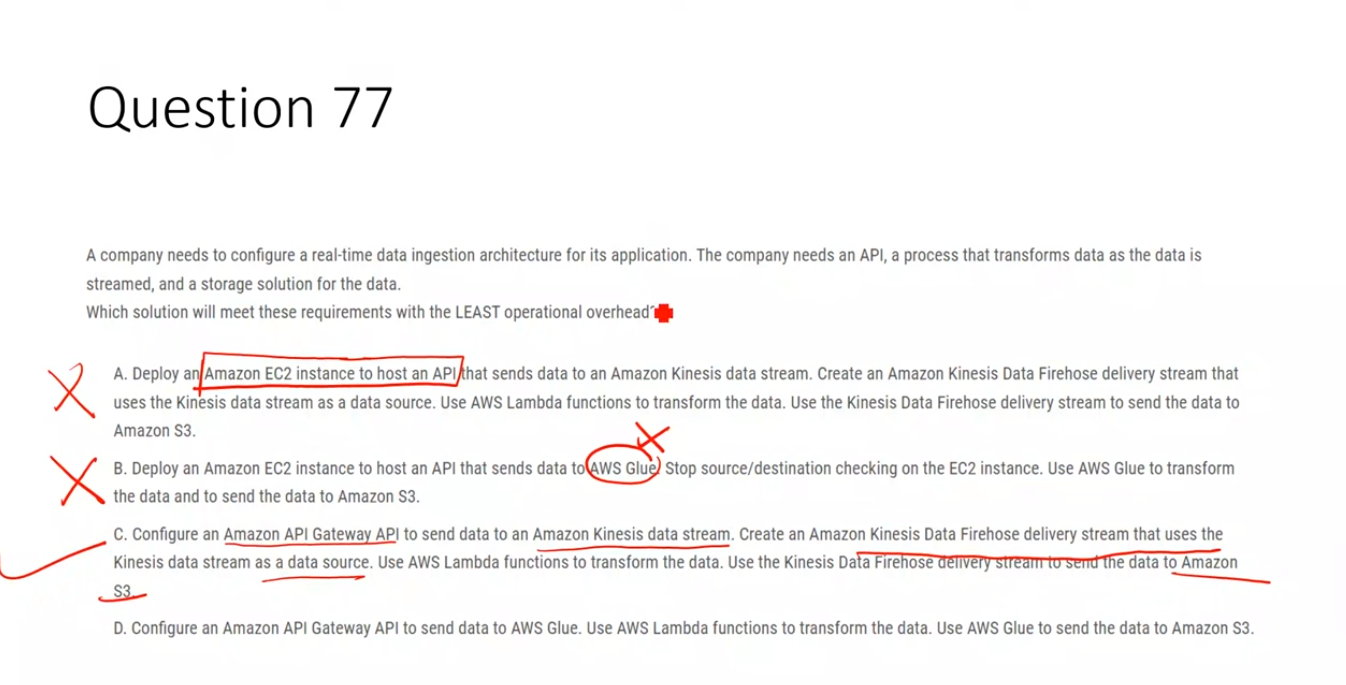 Question 77
A company needs to configure a real-time data ingestion architecture for its application. The company needs an API, a process that transforms data as the data is
streamed, and a storage solution for the data.
Which solution will meet these requirements with the LEAST operational overhead?
A. Deploy an Amazon EC2 instance to host an API that sends data to an Amazon Kinesis data stream. Create an Amazon Kinesis Data Firehose delivery stream that
uses the Kinesis data stream as a data source. Use AWS Lambda functions to transform the data. Use the Kinesis Data Firehose delivery stream to send the data to
Amazon S3.
B. Deploy an Amazon EC2 instance to host an API that sends data to AWS Glue. Stop source/destination checking on the EC2 instance. Use AWS Glue to transform
the data and to send the data to Amazon S3.
C. Configure an Amazon API Gateway API to send data to an Amazon Kinesis data stream. Create an Amazon Kinesis Data Firehose delivery stream that uses the
Kinesis data stream as a data source. Use AWS Lambda functions to transform the data. Use the Kinesis Data Firehose delivery stream to send the data to Amazon
S3.
D. Configure an Amazon API Gateway API to send data to AWS Glue. Use AWS Lambda functions to transform the data. Use AWS Glue to send the data to Amazon S3.